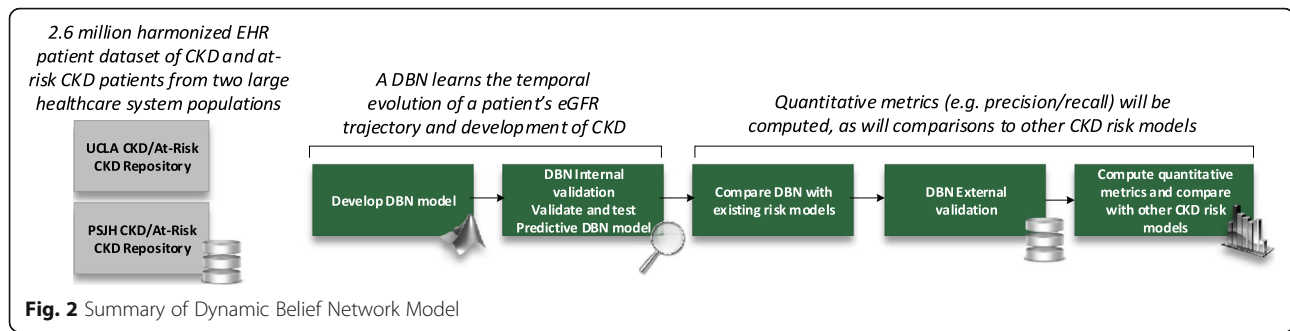 2.6 million harmonized EHR
patient dataset of CKD and at-
risk CKD patients from two large
healthcare system populations
UCLA CKD/At-Risk
CKD Repository
PSJH CKD/At-Risk
CKD Repository
A DBN learns the temporal
evolution of a patient's eGFR
trajectory and development of CKD
Develop DBN model
DBN Internal
validation
Validate and test
Predictive DBN model
Quantitative metrics (e.g. precision/recall) will be
computed, as will comparisons to other CKD risk models
Compare DBN with
existing risk models
DBN External
validation
Compute quantitative
metrics and compare
with other CKD risk
models
Fig. 2 Summary of Dynamic Belief Network Model